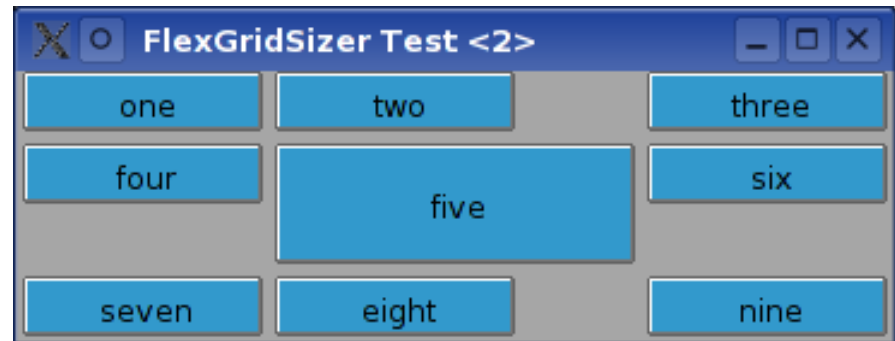 FlexGridSizer Test <2>
one two three
four five six
seven eight nine